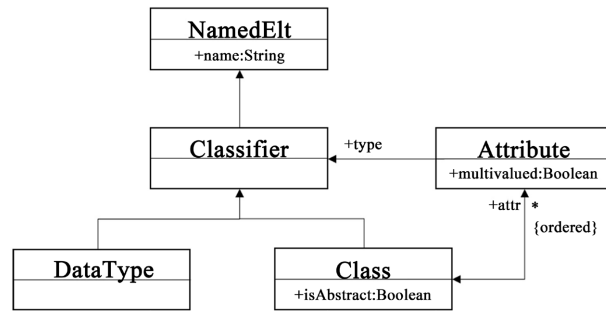 NamedElt
+name:String
Classifier
+type
Attribute
+multivalued:Boolean
+attr *
{ordered}
DataType
Class
+isAbstract:Boolean